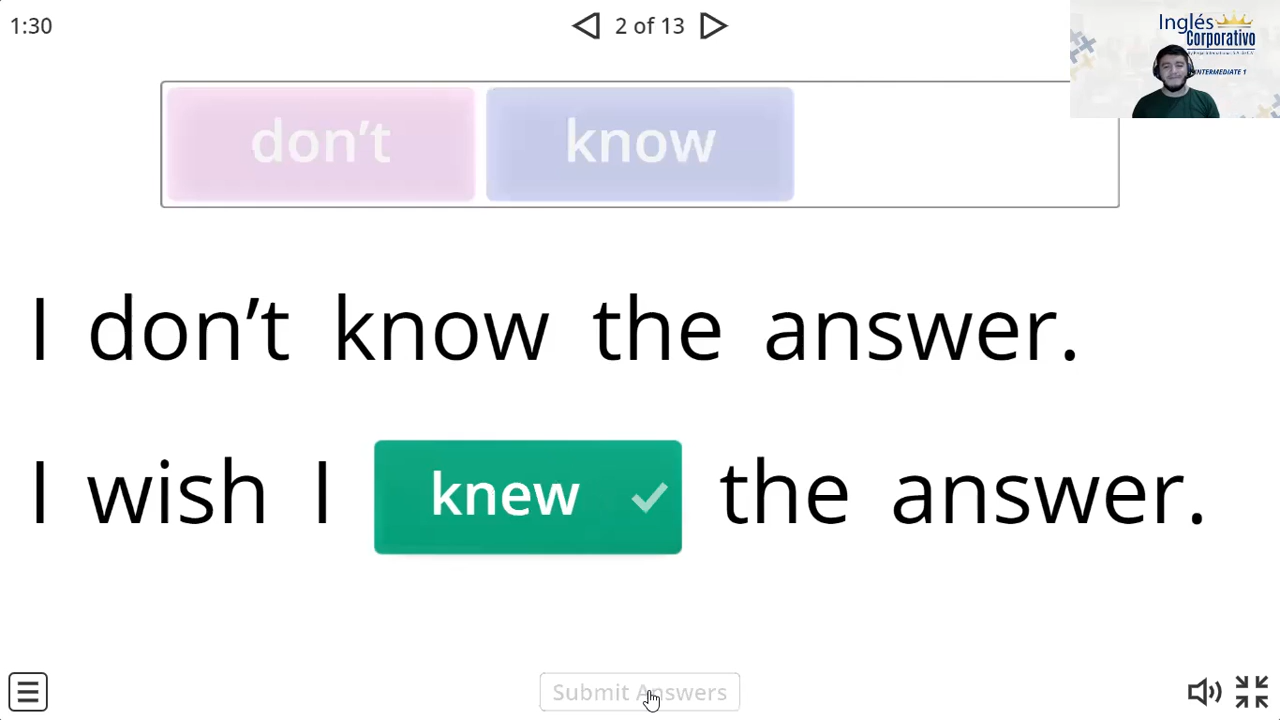 1:30
2 of 13
Inglés
Corporativo
INTERMEDIATE 1
don't
know
I don't know the answer.
I wish I knew the answer.
Submit Answers